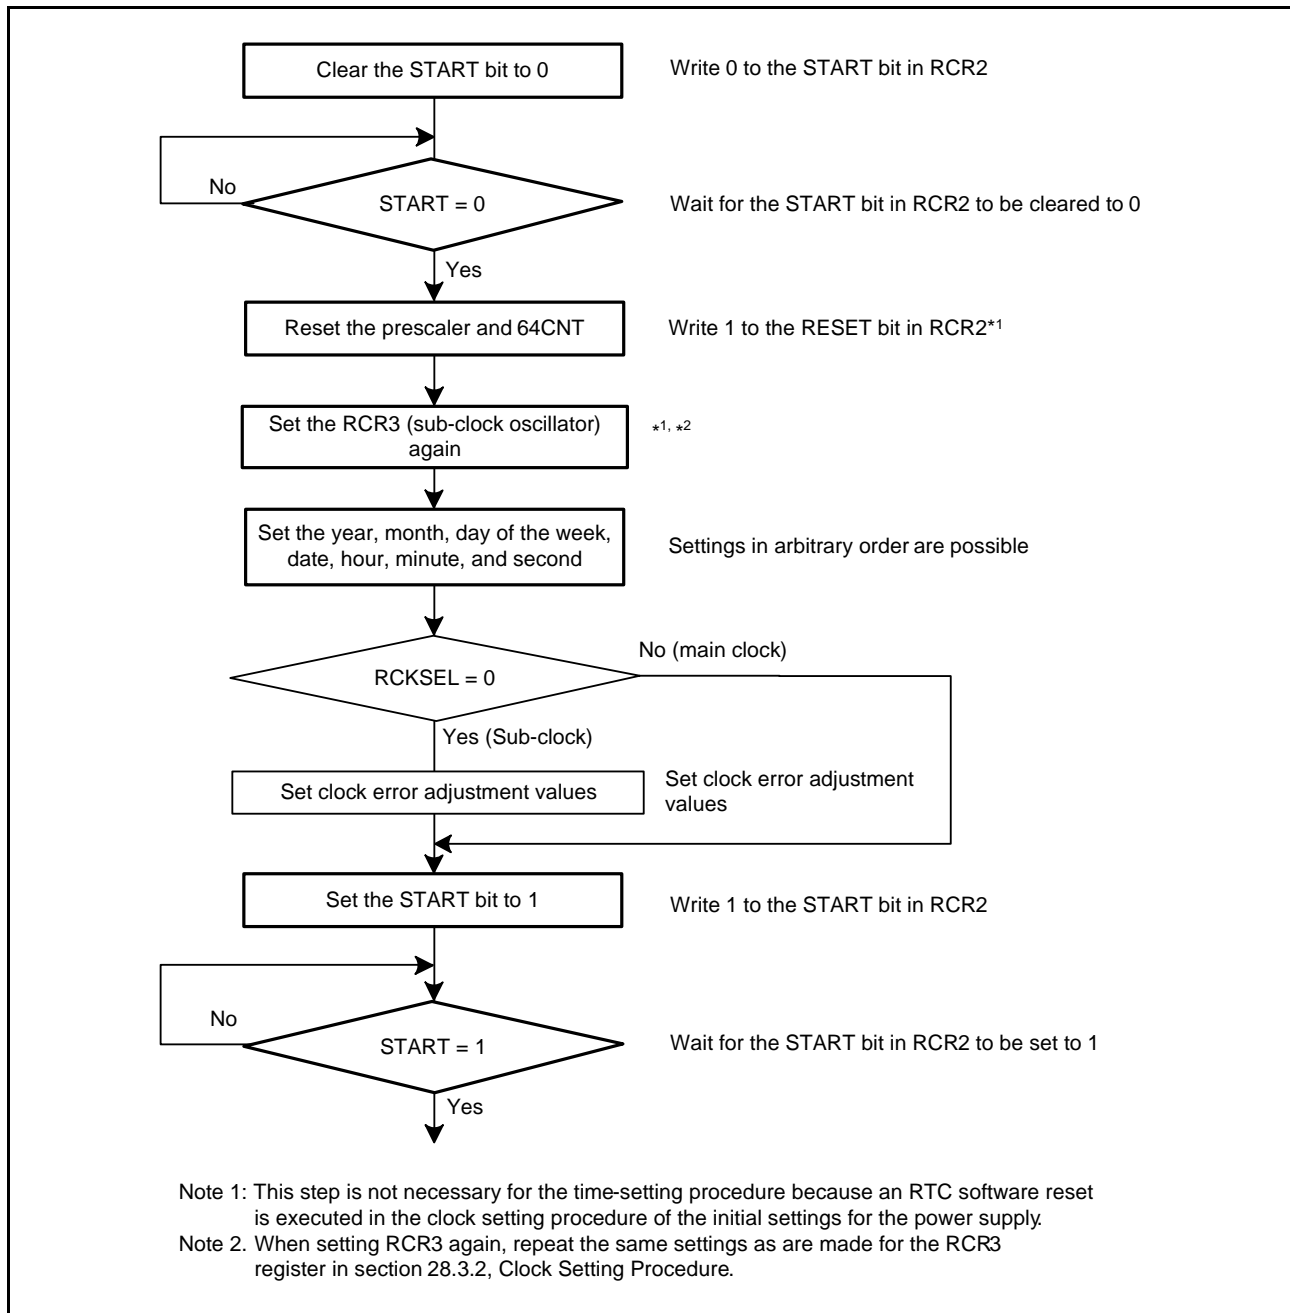 Clear the START bit to 0
Write 0 to the START bit in RCR2
No
START = 0
Wait for the START bit in RCR2 to be cleared to 0
Yes
Reset the prescaler and 64CNT
Write 1 to the RESET bit in RCR2*1
Set the RCR3 (sub-clock oscillator)
again
*1, *2
Set the year, month, day of the week,
date, hour, minute, and second
Settings in arbitrary order are possible
No (main clock)
RCKSEL = 0
Yes (Sub-clock)
Set clock error adjustment values
Set clock error adjustment
values
Set the START bit to 1
Write 1 to the START bit in RCR2
No
START = 1
Wait for the START bit in RCR2 to be set to 1
Yes
Note 1: This step is not necessary for the time-setting procedure because an RTC software reset
is executed in the clock setting procedure of the initial settings for the power supply.
Note 2. When setting RCR3 again, repeat the same settings as are made for the RCR3
register in section 28.3.2, Clock Setting Procedure.